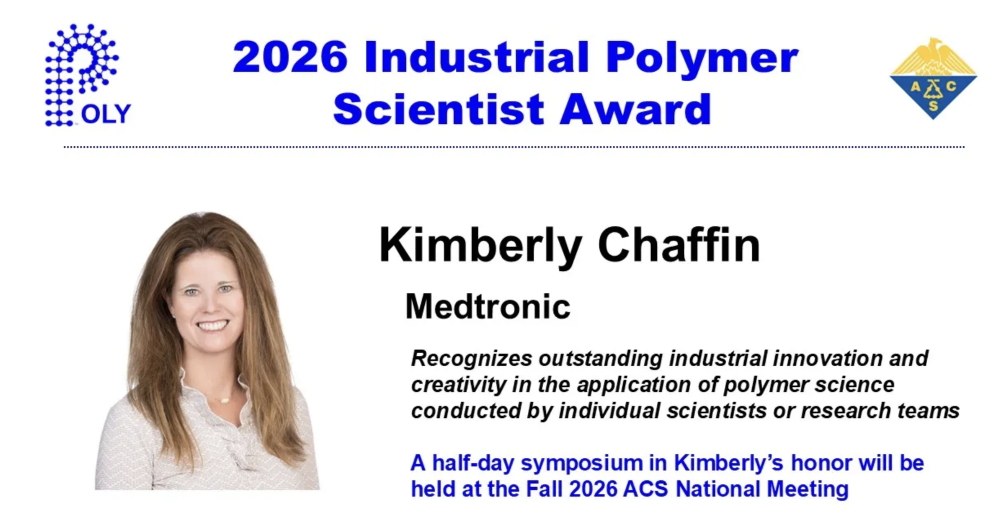 OLY
2026 Industrial Polymer
Scientist Award
A C
S
Kimberly Chaffin
Medtronic
Recognizes outstanding industrial innovation and
creativity in the application of polymer science
conducted by individual scientists or research teams
A half-day symposium in Kimberly’s honor will be
held at the Fall 2026 ACS National Meeting